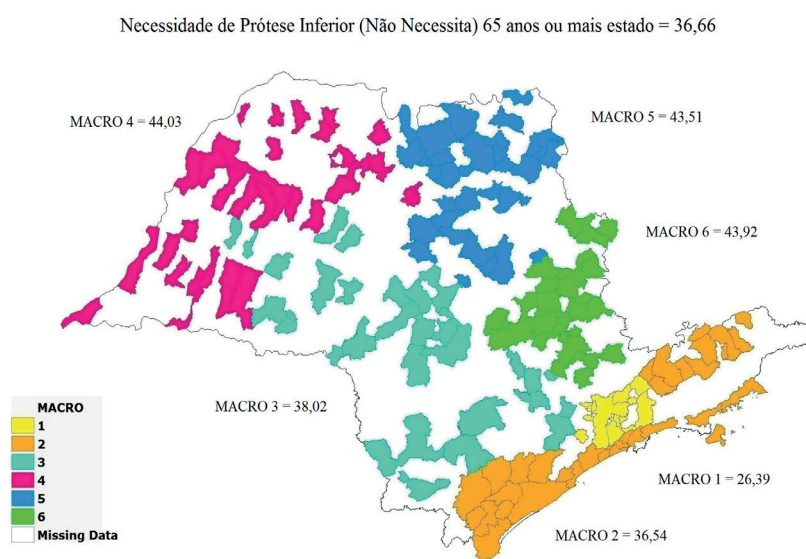 Necessidade de Prótese Inferior (Não Necessita) 65 anos ou mais estado = 36,66
MACRO 4 = 44,03
MACRO 5 = 43,51
MACRO 6 = 43,92
MACRO 3 = 38,02
MACRO 1 = 26,39
MACRO 2 = 36,54
MACRO
1
2
3
4
5
6
Missing Data